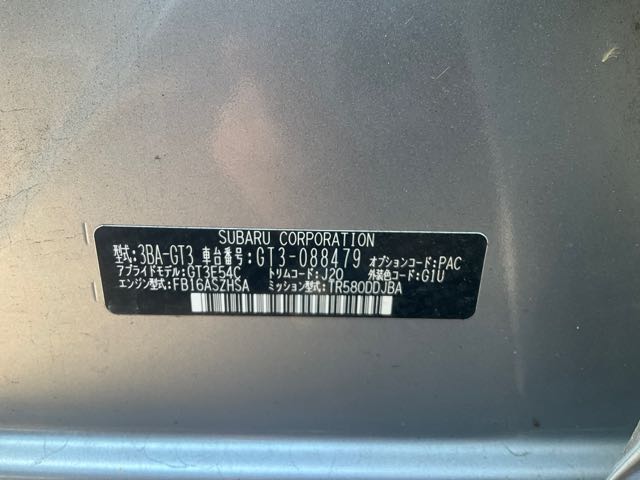 SUBARU CORPORATION
型式:3BA-GT3 車台番号:GT3-088479 オプションコード:PAC
アプライドモデル:GT3E54C トリムコード:J20 外装色コード:G1U
エンジン型式:FB16ASZHSA ミッション型式:TR580DDJBA